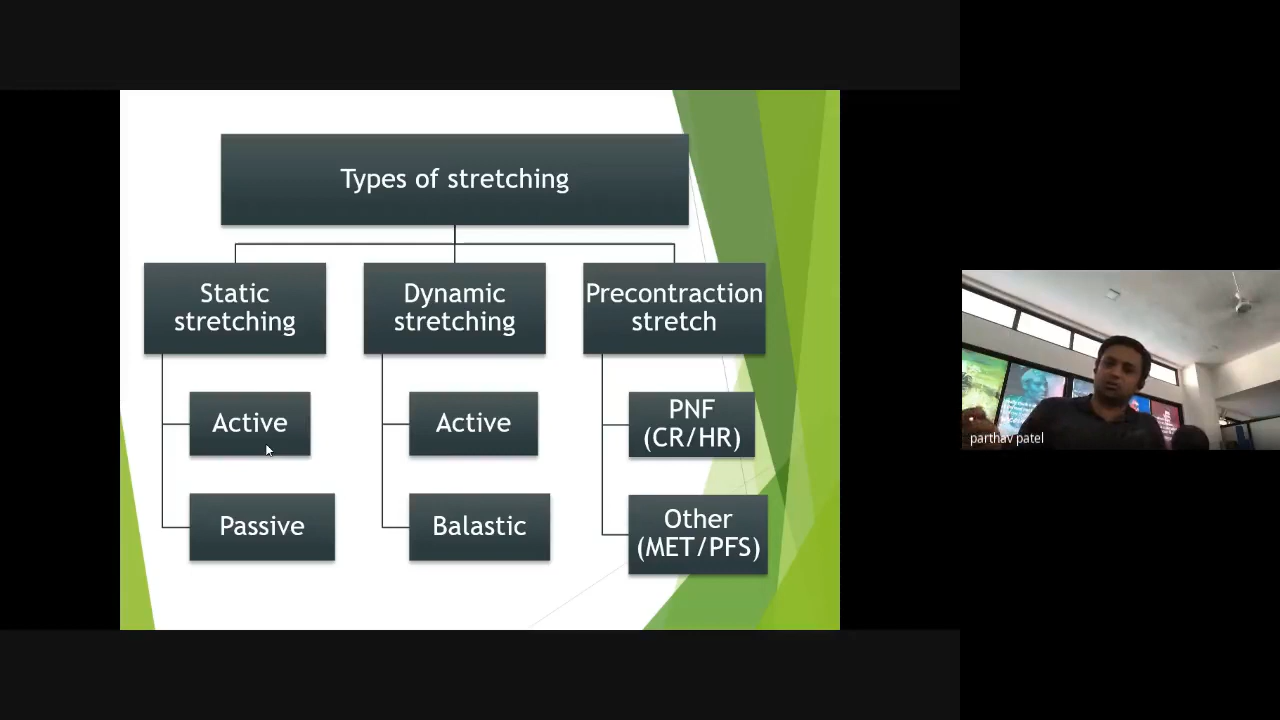 Types of stretching
Static
stretching
Dynamic
stretching
Precontraction
stretch
Active
Active
PNF
(CR/HR)
Passive
Balastic
Other
(MET/PFS)
parthav patel